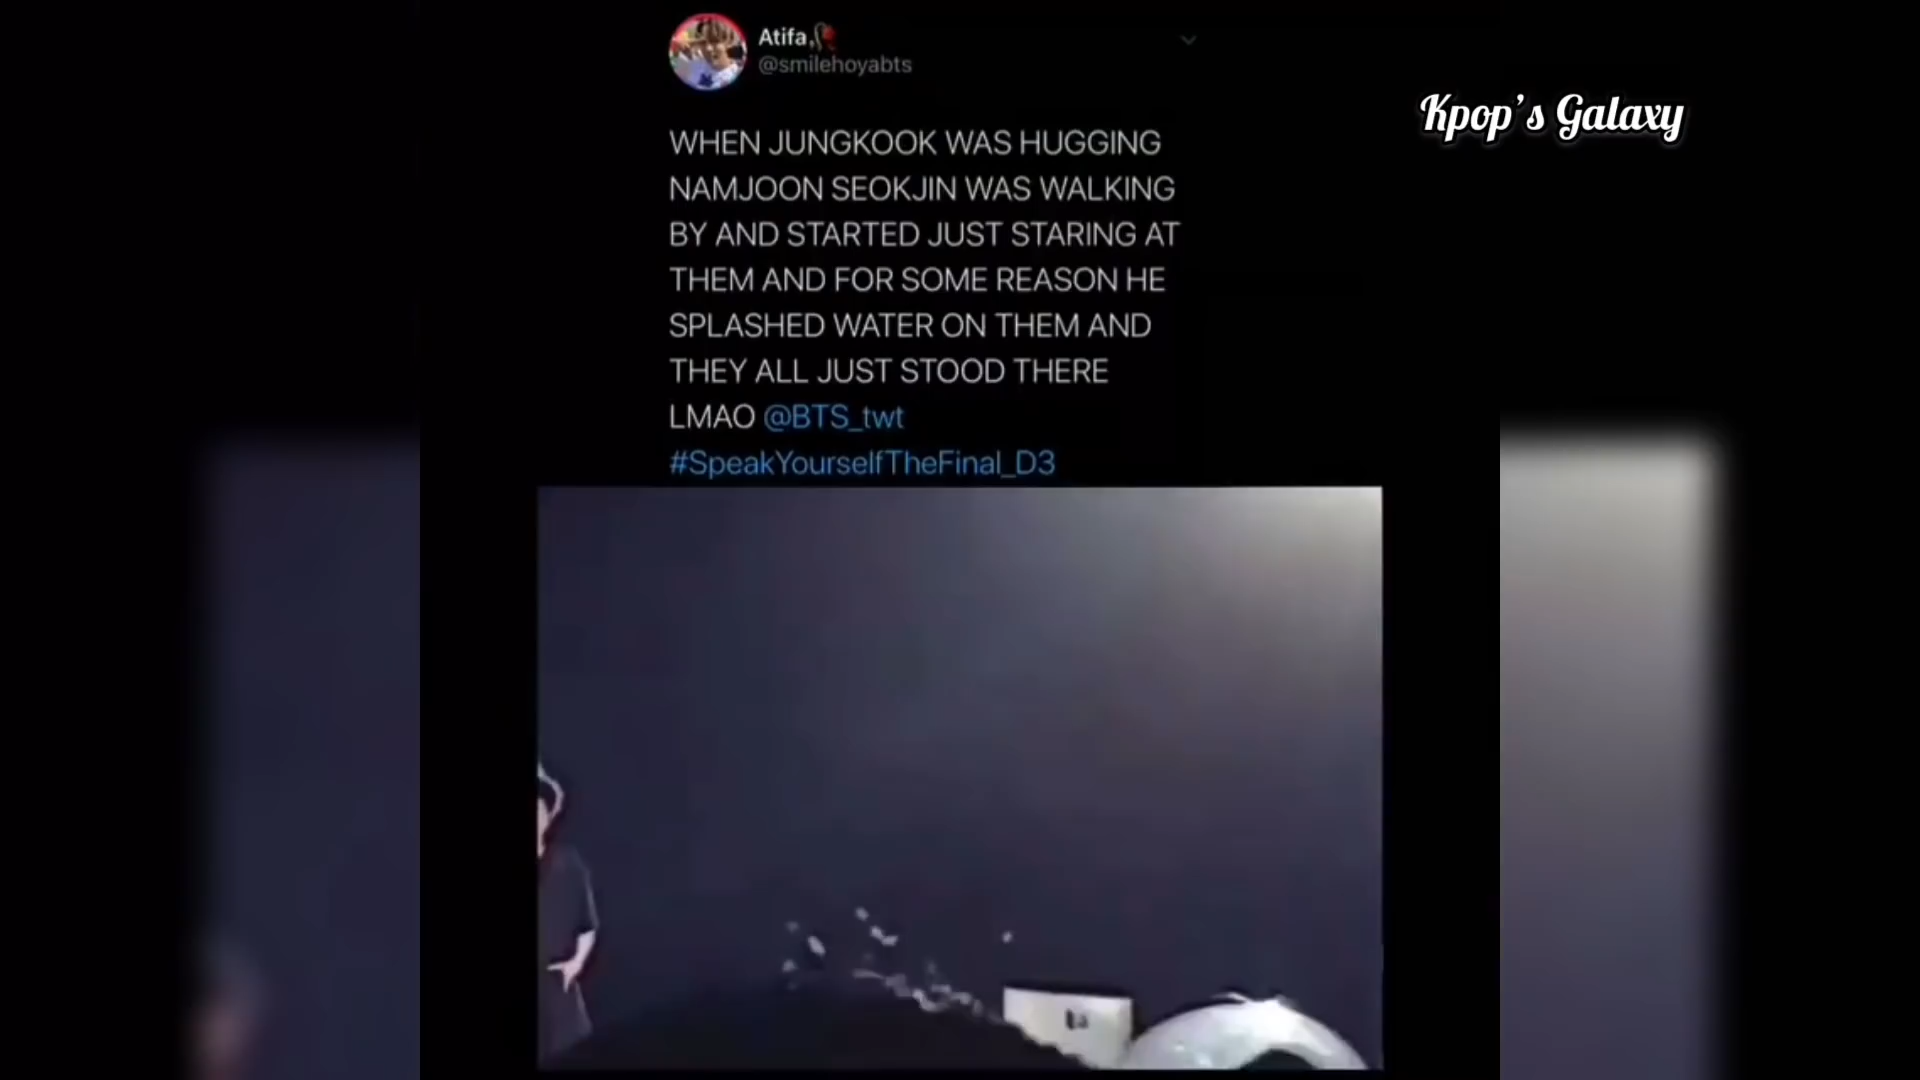 Atifa,
@smilehoyabts
Kpop's Galaxy
WHEN JUNGKOOK WAS HUGGING
NAMJOON SEOKJIN WAS WALKING
BY AND STARTED JUST STARING AT
THEM AND FOR SOME REASON HE
SPLASHED WATER ON THEM AND
THEY ALL JUST STOOD THERE
LMAO @BTS_twt
#SpeakYourselfTheFinal_D3